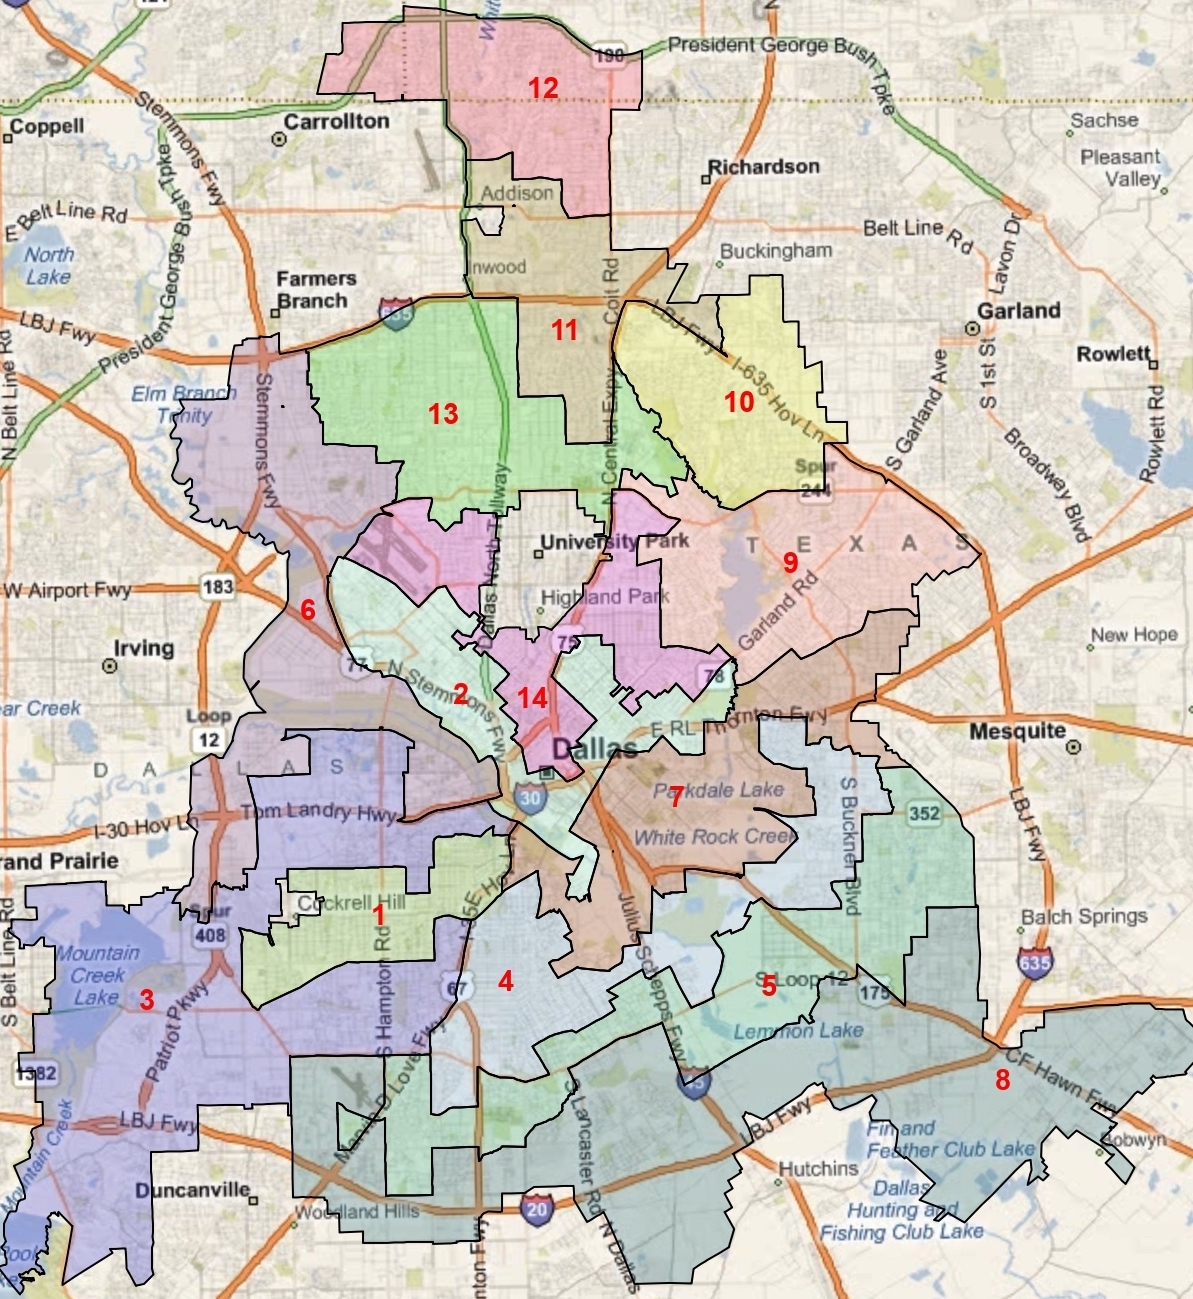 121
Whit
President George Bush Tpke
190
12
Coppell
Stemmons Fwy
Carrollton
Sachse
Pleasant
Valley
Richardson
President George Bush Tpke
Addison
E Belt Line Rd
Belt Line Rd
North
Lake
nwood
Buckingham
Lavon Dr
Farmers
Branch
N Central Expy
Coit Rd
LBJ Fwy
LBJ Fwy
11
Garland
I-635 Hov Ln
S 1st St
Rowlett
N Belt Line Rd
Elm Branch
Trinity
Stemmons Fwy
13
10
S Garland Ave
Rowlett Rd
Broadway Blvd
Spur
244
Dallas North Tollway
University Park
T E X A S
9
W Airport Fwy
183
6
Highland Park
Garland Rd
75
New Hope
Irving
77
N Stemmons Fwy
78
2
14
ear Creek
Loop
12
E RL Thornton Fwy
Mesquite
Dallas
D A L L A S
30
Parkdale Lake
7
S Buckner Blvd
Tom Landry Hwy
I-30 Hov Ln
352
LBJ Fwy
White Rock Creek
rand Prairie
I-35E Hov Ln
Cockrell Hill
1
Julius Schepps Fwy
S Belt Line Rd
Spur
408
Balch Springs
Mountain
Creek
Lake
S Hampton Rd
635
3
67
4
S Loop 12
5
175
Patriot Pkwy
Lemmon Lake
1382
Marvin D Love Fwy
45
CF Hawn Fwy
8
Mountain Creek
LBJ Fwy
S Lancaster Rd
LBJ Fwy
Fin and
Feather Club Lake
Bobwyn
Hutchins
Duncanville
Dallas
Hunting and
Fishing Club Lake
Woodland Hills
20
nton Fwy
N Dallas